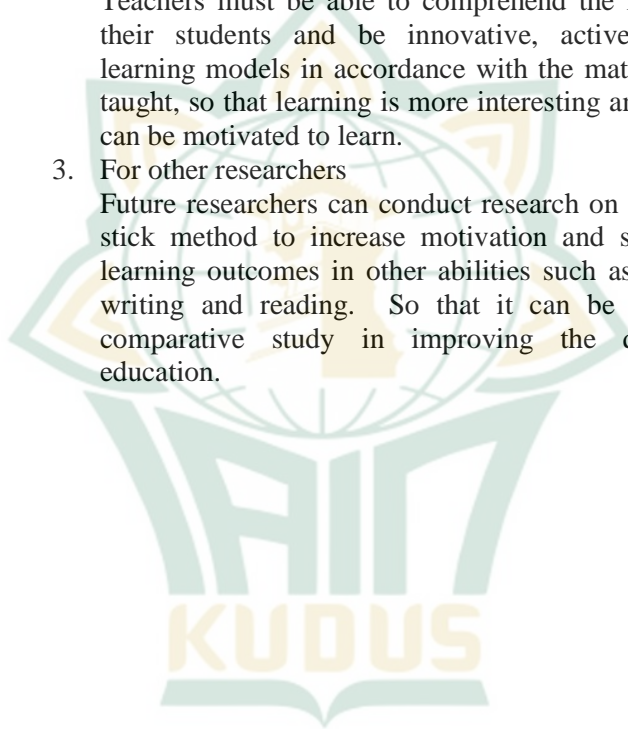 Teachers must be able to comprehend the
their students and be innovative, active
learning models in accordance with the mat
taught, so that learning is more interesting
can be motivated to learn.
3. For other researchers
Future researchers can conduct research on
stick method to increase motivation and s
learning outcomes in other abilities such as
writing and reading. So that it can be
comparative study in improving the
education.
IAIN
KUDUS